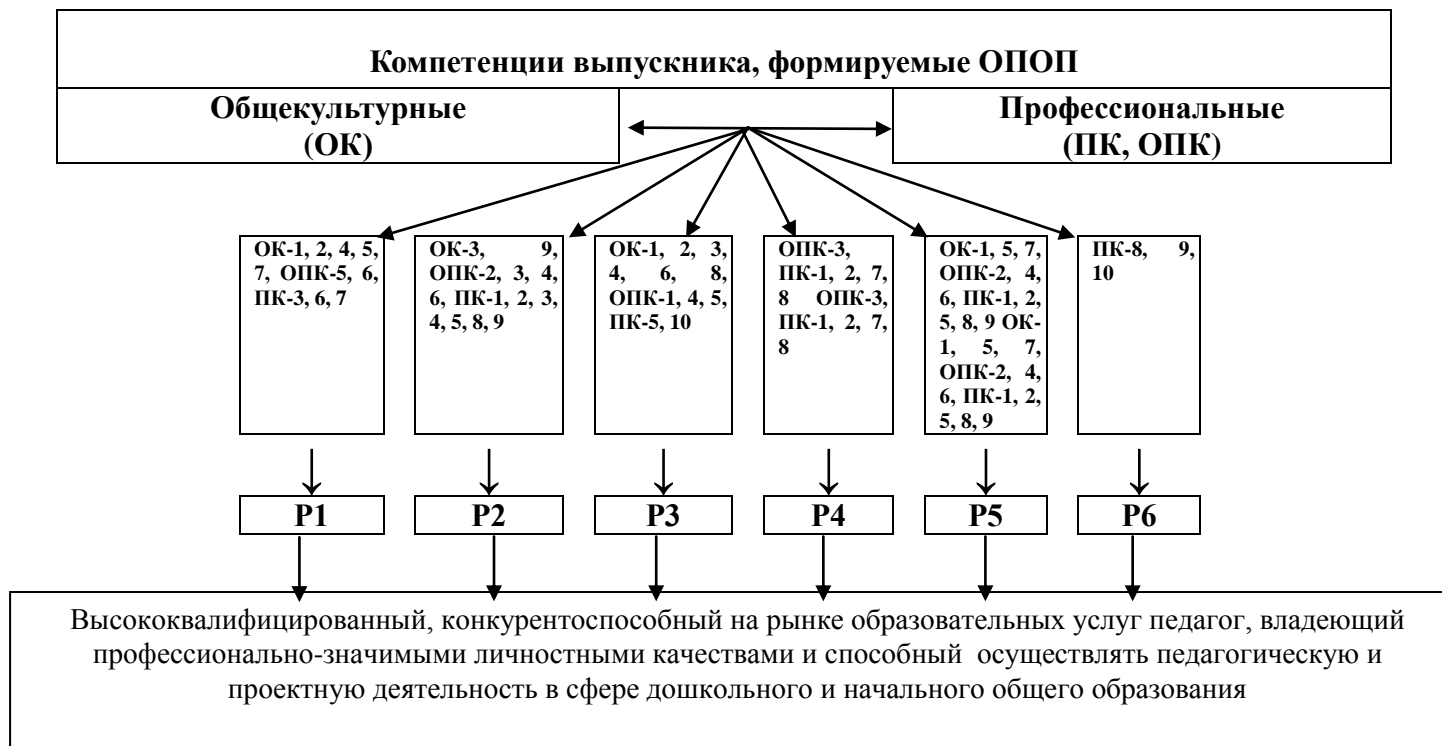 Компетенции выпускника, формируемые ОПОП
Общекультурные
(ОК)
Профессиональные
(ПК, ОПК)
ОК-1, 2, 4, 5,
7, ОПК-5, 6,
ПК-3, 6, 7
ОК-3, 9,
ОПК-2, 3, 4,
6, ПК-1, 2, 3,
4, 5, 8, 9
ОК-1, 2, 3,
4, 6, 8,
ОПК-1, 4, 5,
ПК-5, 10
ОПК-3,
ПК-1, 2, 7,
8 ОПК-3,
ПК-1, 2, 7,
8
ОК-1, 5, 7,
ОПК-2, 4,
6, ПК-1, 2,
5, 8, 9 ОК-
1, 5, 7,
ОПК-2, 4,
6, ПК-1, 2,
5, 8, 9
ПК-8, 9,
10
Р1
Р2
Р3
Р4
Р5
Р6
Высококвалифицированный, конкурентоспособный на рынке образовательных услуг педагог, владеющий
профессионально-значимыми личностными качествами и способный осуществлять педагогическую и
проектную деятельность в сфере дошкольного и начального общего образования